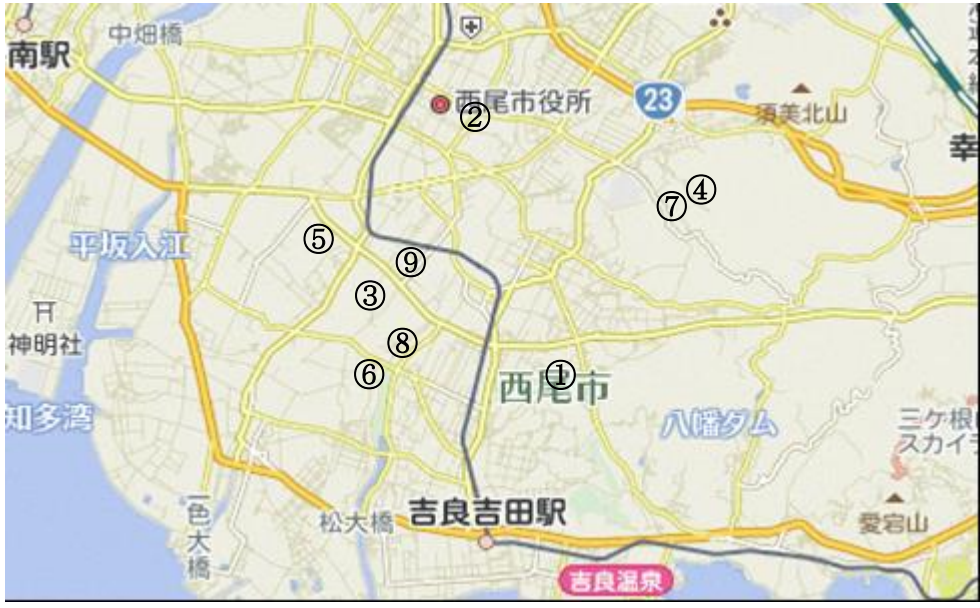 中畑橋
南駅
西尾市役所
②
23
須美北山
幸
④
⑦
平坂入江
⑤
⑨
③
神明社
⑧
⑥
①
西尾市
知多湾
八幡ダム
三ケ根
スカイ
一色大橋
松大橋
吉良吉田駅
愛宕山
吉良温泉